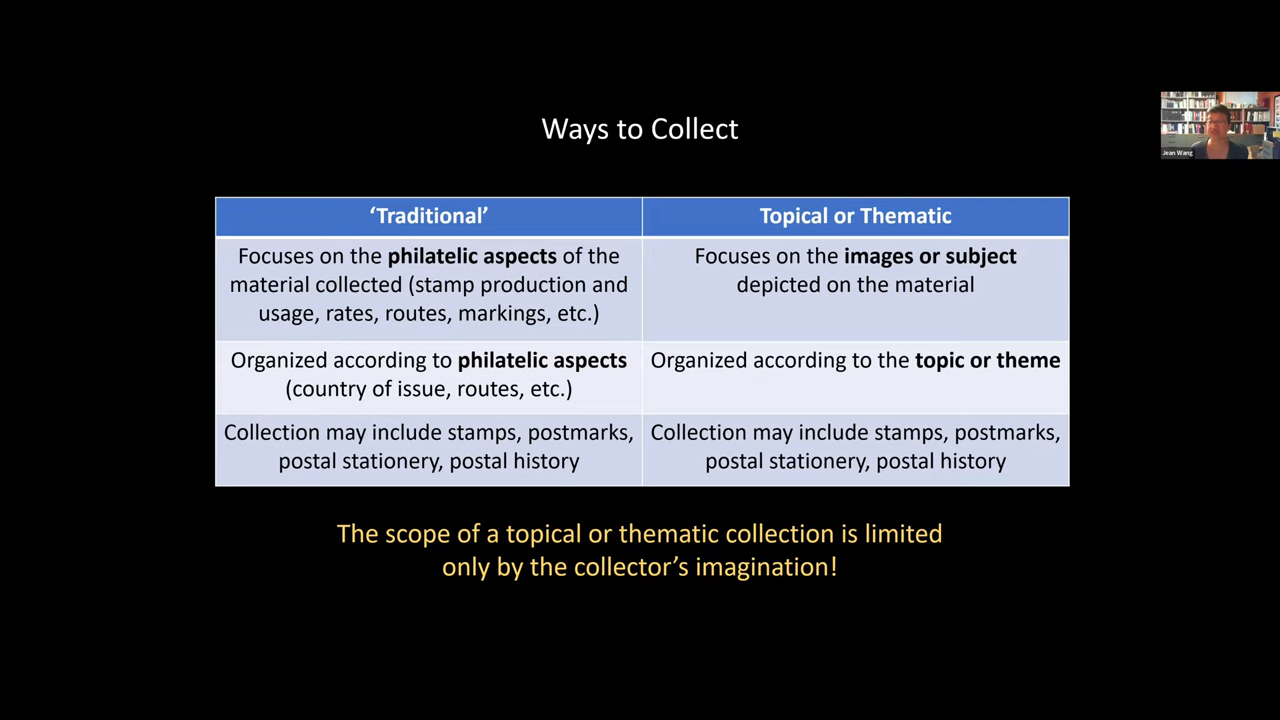 Ways to Collect
Jean Wang
‘Traditional’
Topical or Thematic
Focuses on the philatelic aspects of the
material collected (stamp production and
usage, rates, routes, markings, etc.)
Focuses on the images or subject
depicted on the material
Organized according to philatelic aspects
(country of issue, routes, etc.)
Organized according to the topic or theme
Collection may include stamps, postmarks,
postal stationery, postal history
Collection may include stamps, postmarks,
postal stationery, postal history
The scope of a topical or thematic collection is limited
only by the collector’s imagination!